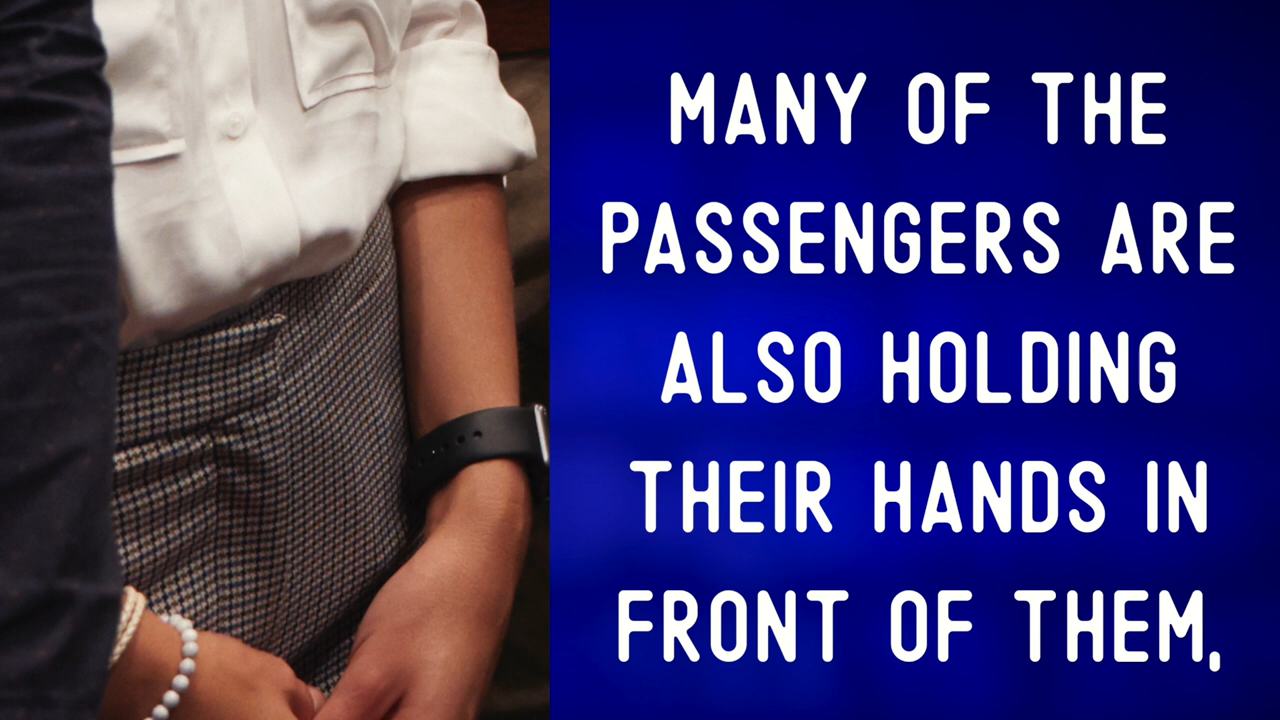 MANY OF THE
PASSENGERS ARE
ALSO HOLDING
THEIR HANDS IN
FRONT OF THEM,